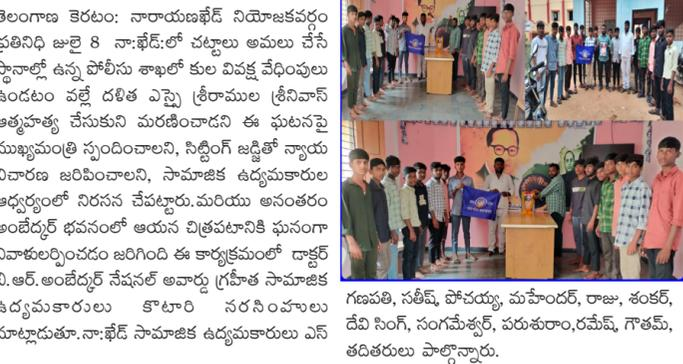 తెలంగాణ కెరటం: నారాయణఖేడ్ నియోజకవర్గం
ప్రతినిధి జులై 8 నా:ఖేడ్:లో చట్టాలు అమలు చేసే
స్థానాల్లో ఉన్న పోలీసు శాఖలో కుల వివక్ష వేధింపులు
ఉండటం వల్లే దళిత ఎస్సై శ్రీరాముల శ్రీనివాస్
ఆత్మహత్య చేసుకుని మరణించాడని ఈ ఘటనపై
ముఖ్యమంత్రి స్పందించాలని, సిట్టింగ్ జడ్జితో న్యాయ
విచారణ జరిపించాలని, సామాజిక ఉద్యమకారుల
ఆధ్వర్యంలో నిరసన చేపట్టారు.మరియు అనంతరం
అంబేద్కర్ భవనంలో ఆయన చిత్రపటానికి ఘనంగా
నివాళులర్పించడం జరిగింది ఈ కార్యక్రమంలో డాక్టర్
బి.ఆర్.అంబేద్కర్ నేషనల్ అవార్డు గ్రహీత సామాజిక
ఉద్యమకారులు కొటారి నరసింహులు
మాట్లాడుతూ.నా:ఖేడ్ సామాజిక ఉద్యమకారులు ఎస్
గణపతి, సతీష్, పోచయ్య, మహేందర్, రాజు, శంకర్,
దేవి సింగ్, సంగమేశ్వర్, పరుశురాం,రమేష్, గౌతమ్,
తదితరులు పాల్గొన్నారు.